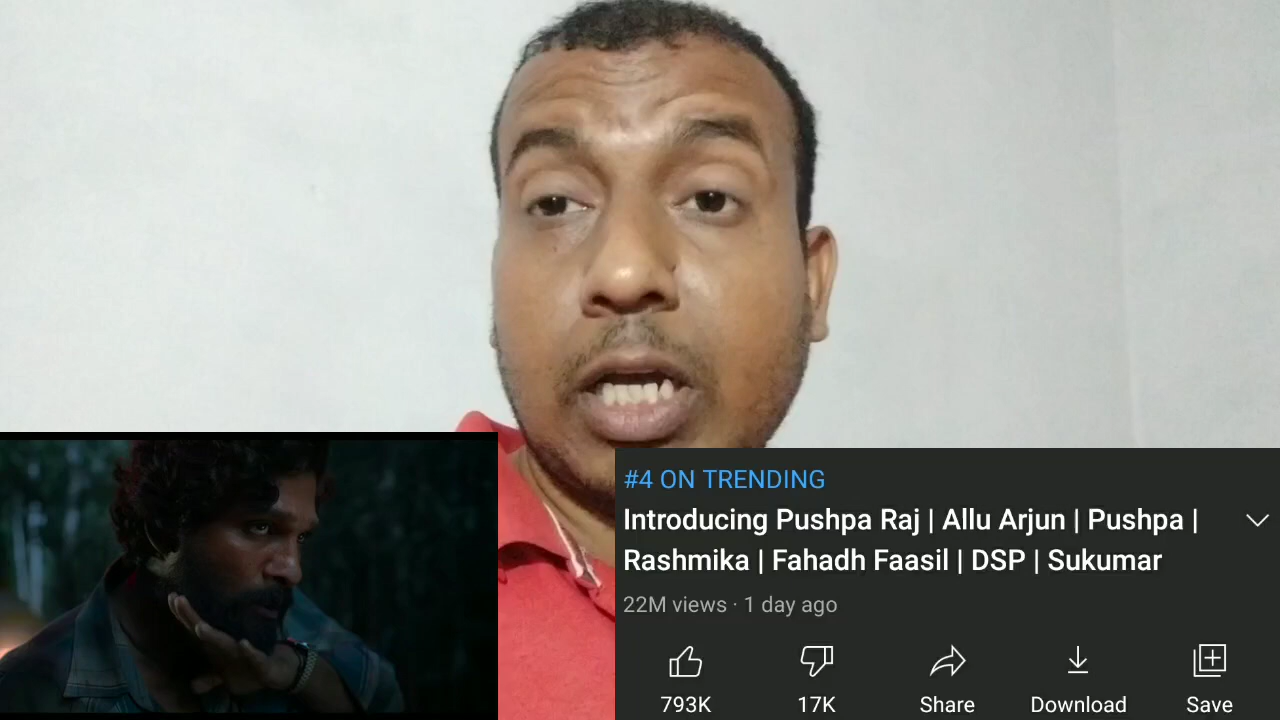 #4 ON TRENDING
Introducing Pushpa Raj | Allu Arjun | Pushpa |
Rashmika | Fahadh Faasil | DSP | Sukumar
22M views · 1 day ago
793K 17K Share Download Save